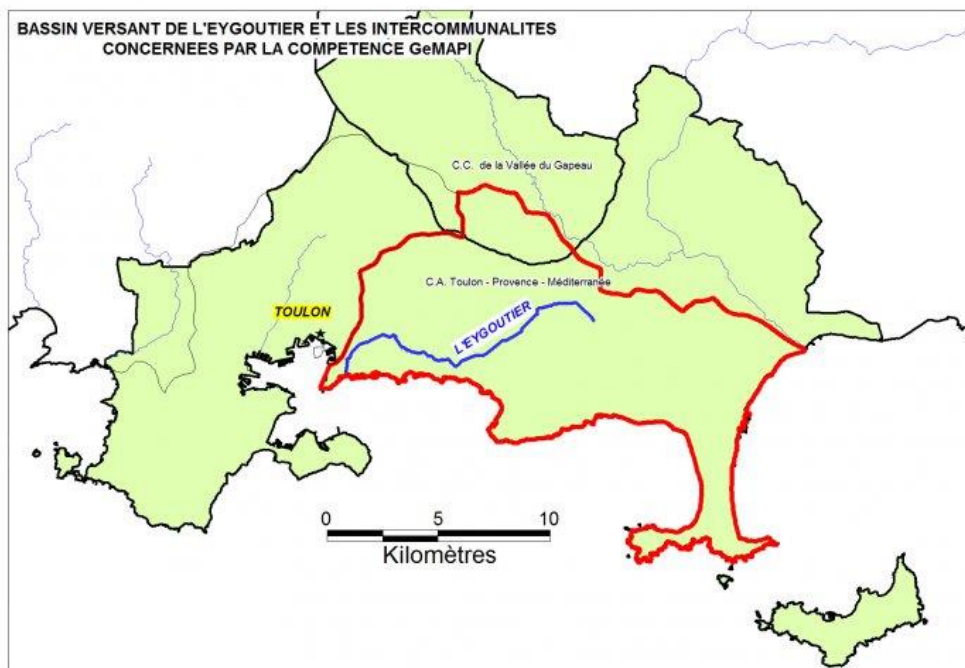 BASSIN VERSANT DE L'EYGOUTIER ET LES INTERCOMMUNALITES
CONCERNEES PAR LA COMPETENCE GeMAPI
C.C. de la Vallée du Gapeau
C.A. Toulon - Provence - Méditerranée
TOULON
L'EYGOUTIER
0 5 10
Kilomètres